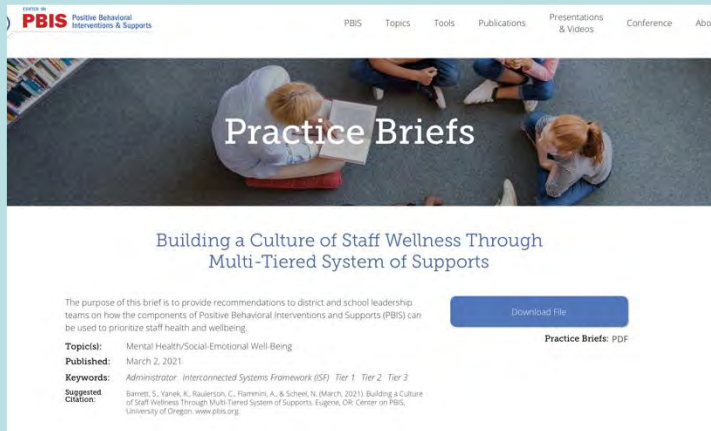 CENTER ON
PBIS Positive Behavioral
Interventions & Supports
PBIS Topics Tools Publications Presentations & Videos Conference Abo
Practice Briefs
Building a Culture of Staff Wellness Through
Multi-Tiered System of Supports
The purpose of this brief is to provide recommendations to district and school leadership
teams on how the components of Positive Behavioral Interventions and Supports (PBIS) can
be used to prioritize staff health and wellbeing.
Download File
Practice Briefs: PDF
Topic(s): Mental Health/Social-Emotional Well-Being
Published: March 2, 2021
Keywords: Administrator Interconnected Systems Framework (ISF) Tier 1 Tier 2 Tier 3
Suggested Citation: Barrett, S., Yanek, K., Raulerson, C., Flammini, A., & Scheel, N. (March, 2021). Building a Culture
of Staff Wellness Through Multi-Tiered System of Supports. Eugene, OR: Center on PBIS,
University of Oregon. www.pbis.org.